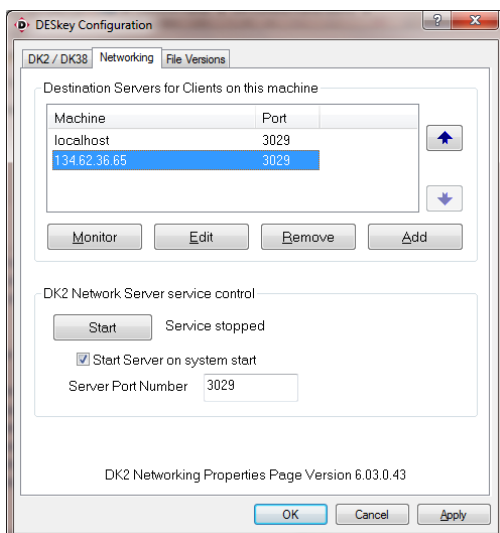 DESkey Configuration
DK2 / DK38 Networking File Versions
Destination Servers for Clients on this machine
Machine Port
localhost 3029
134.62.36.65 3029
Monitor Edit Remove Add
DK2 Network Server service control
Start Service stopped
Start Server on system start
Server Port Number 3029
DK2 Networking Properties Page Version 6.03.0.43
OK Cancel Apply